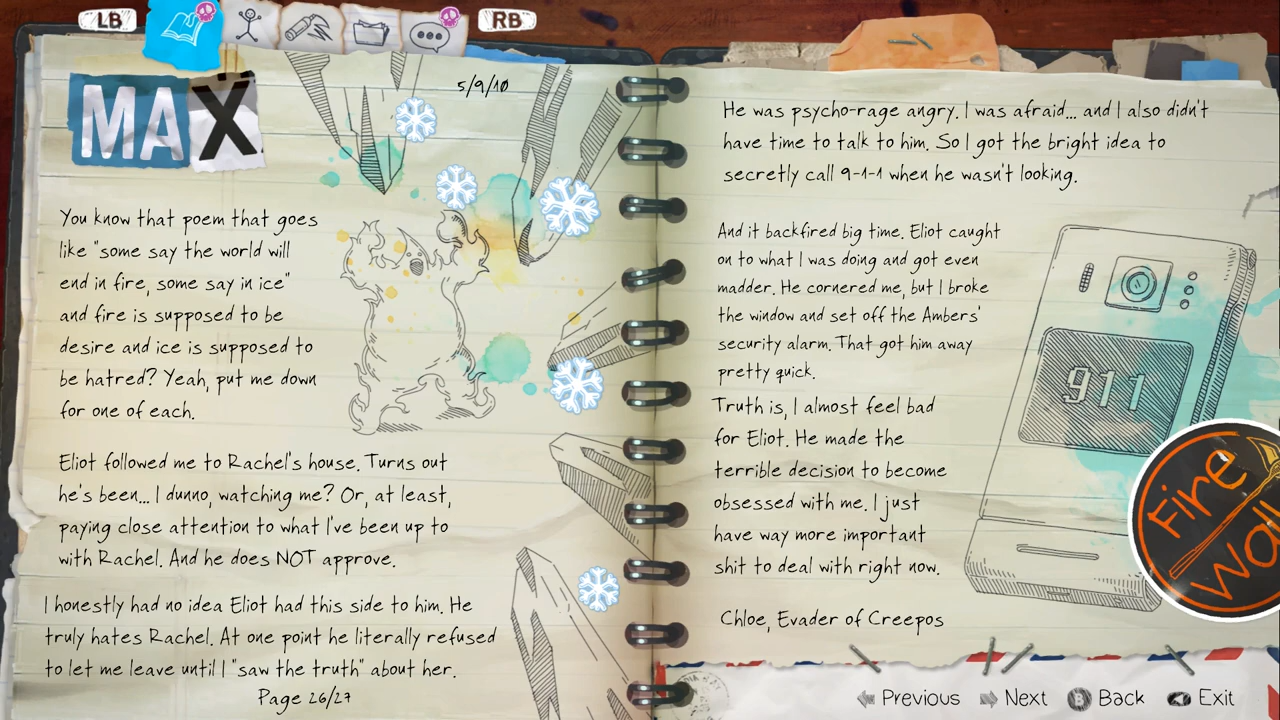 LB
RB
MAX
5/9/10
You know that poem that goes
like "some say the world will
end in fire, some say in ice"
and fire is supposed to be
desire and ice is supposed to
be hatred? Yeah, put me down
for one of each.
Eliot followed me to Rachel's house. Turns out
he's been... I dunno, watching me? Or, at least,
paying close attention to what I've been up to
with Rachel. And he does NOT approve.
I honestly had no idea Eliot had this side to him. He
truly hates Rachel. At one point he literally refused
to let me leave until I "saw the truth" about her.
Page 26/27
He was psycho-rage angry. I was afraid... and I also didn't
have time to talk to him. So I got the bright idea to
secretly call 9-1-1 when he wasn't looking.
And it backfired big time. Eliot caught
on to what I was doing and got even
madder. He cornered me, but I broke
the window and set off the Ambers'
security alarm. That got him away
pretty quick.
Truth is, I almost feel bad
for Eliot. He made the
terrible decision to become
obsessed with me. I just
have way more important
shit to deal with right now.
Chloe, Evader of Creepos
911
Fire
Wal
Previous
Next
B Back
Exit